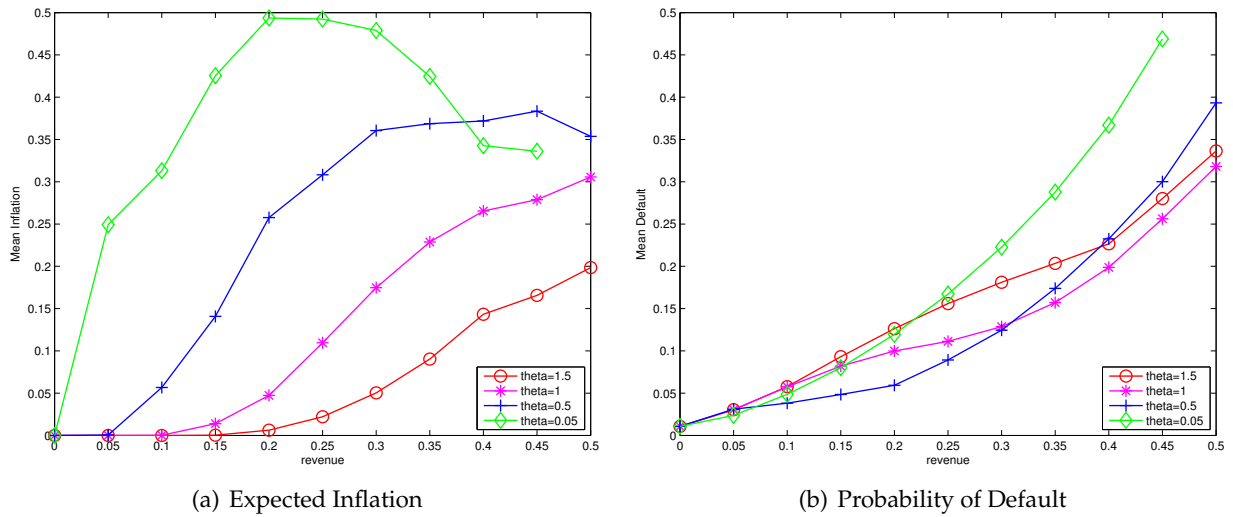 0.5
0.45
0.4
0.35
0.3
0.25
0.2
0.15
0.1
0.05
0
Mean Inflation
0 0.05 0.1 0.15 0.2 0.25 0.3 0.35 0.4 0.45 0.5
revenue
theta=1.5
theta=1
theta=0.5
theta=0.05
(a) Expected Inflation
0.5
0.45
0.4
0.35
0.3
0.25
0.2
0.15
0.1
0.05
0
Mean Default
0 0.05 0.1 0.15 0.2 0.25 0.3 0.35 0.4 0.45 0.5
revenue
theta=1.5
theta=1
theta=0.5
theta=0.05
(b) Probability of Default